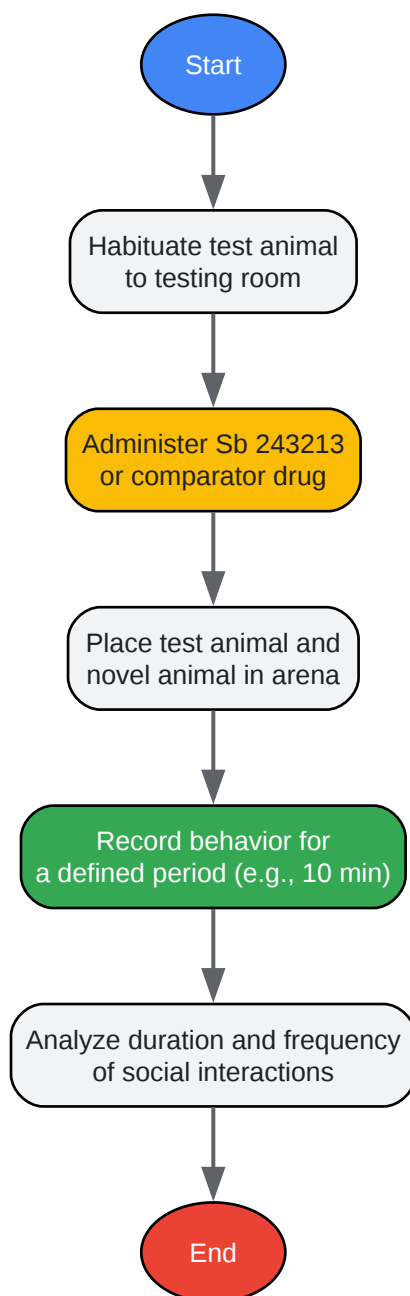 Start
Habituate test animal
to testing room
Administer Sb 243213
or comparator drug
Place test animal and
novel animal in arena
Record behavior for
a defined period (e.g., 10 min)
Analyze duration and frequency
of social interactions
End